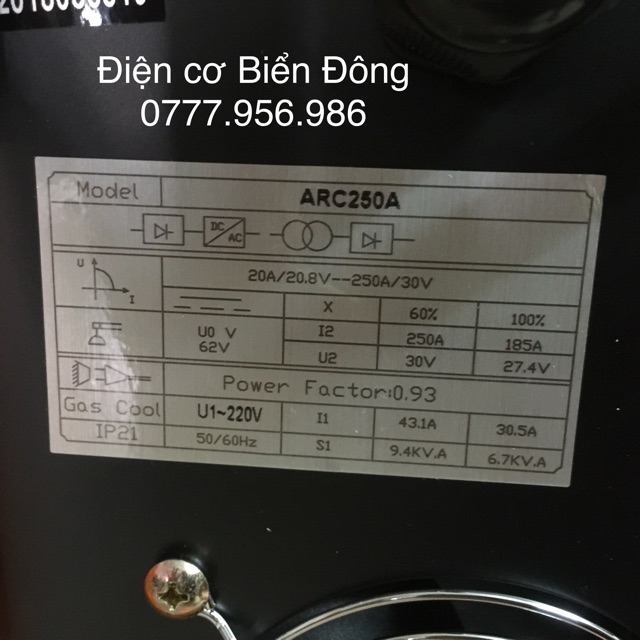 Điện cơ Biển Đông
0777.956.986
Model ARC250A
DC
AC
U
I
20A/20.8V--250A/30V
X 60% 100%
U0 V
62V
I2 250A 185A
U2 30V 27.4V
Power Factor:0.93
Gas Cool U1~220V I1 43.1A 30.5A
IP21 50/60Hz S1 9.4KV.A 6.7KV.A